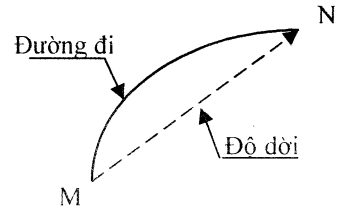 N
Đường đi
Độ dời
M